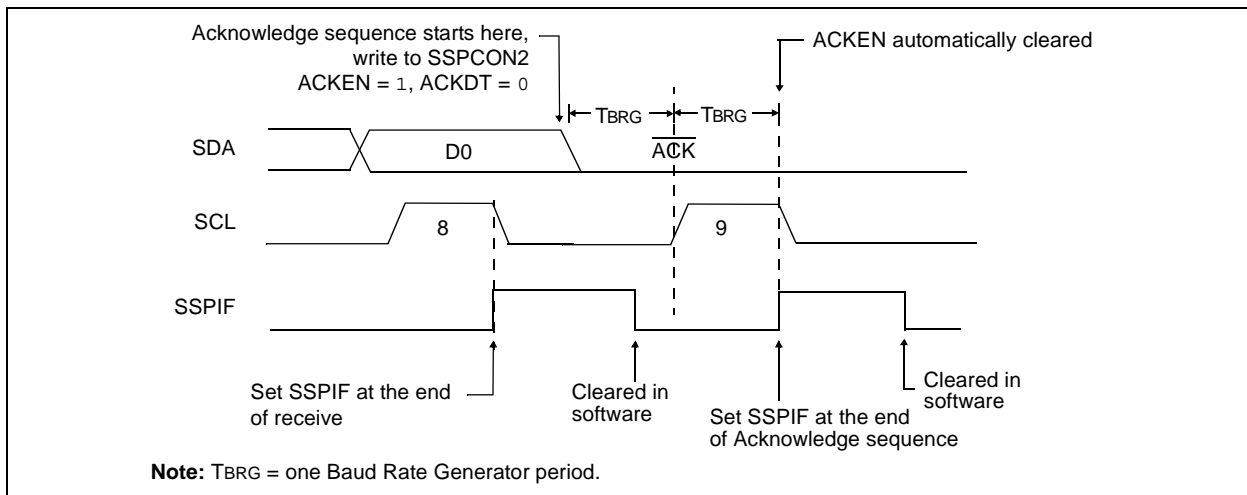 Acknowledge sequence starts here,
write to SSPCON2
ACKEN = 1, ACKDT = 0
ACKEN automatically cleared
TBRG
TBRG
SDA
D0
ACK
SCL
8
9
SSPIF
Set SSPIF at the end
of receive
Cleared in
software
Set SSPIF at the end
of Acknowledge sequence
Cleared in
software
Note: TBRG = one Baud Rate Generator period.